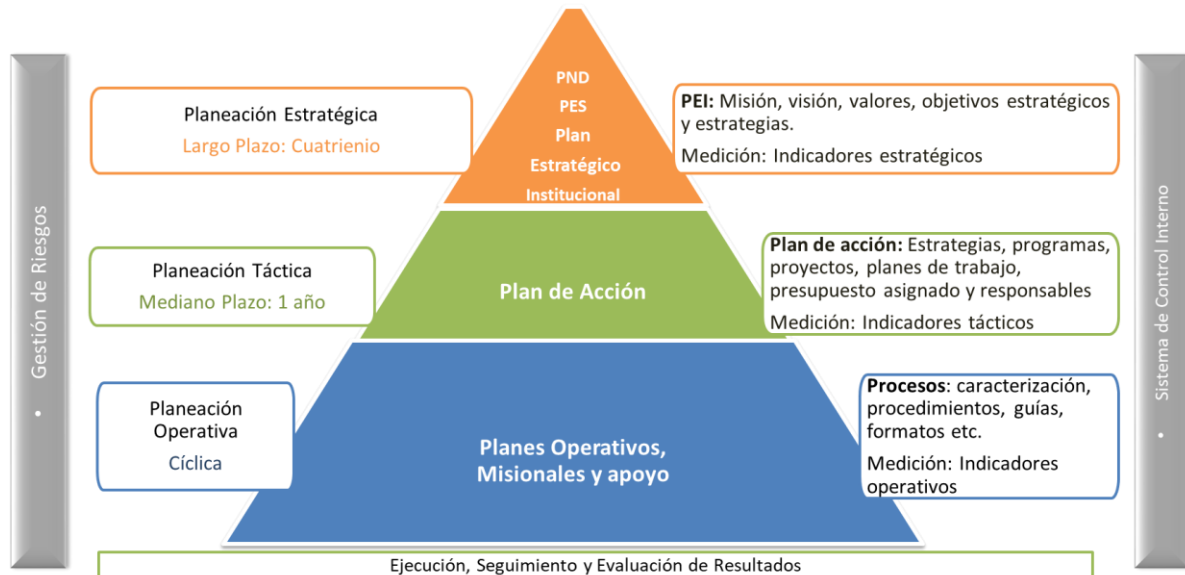 • Gestión de Riesgos
Planeación Estratégica
Largo Plazo: Cuatrienio
PND
PES
Plan
Estratégico
Institucional
PEI: Misión, visión, valores, objetivos estratégicos
y estrategias.
Medición: Indicadores estratégicos
Planeación Táctica
Mediano Plazo: 1 año
Plan de Acción
Plan de acción: Estrategias, programas,
proyectos, planes de trabajo,
presupuesto asignado y responsables
Medición: Indicadores tácticos
Planeación
Operativa
Cíclica
Planes Operativos,
Misionales y apoyo
Procesos: caracterización,
procedimientos, guías,
formatos etc.
Medición: Indicadores
operativos
• Sistema de Control Interno
Ejecución, Seguimiento y Evaluación de Resultados